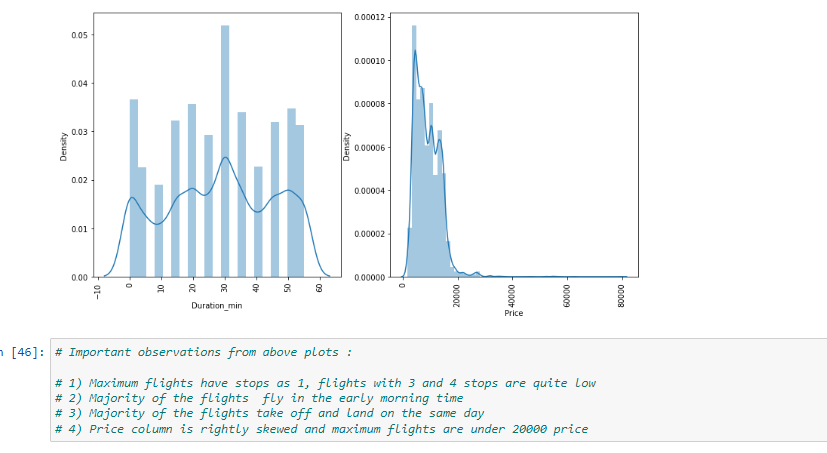 0.05
0.04
0.03
0.02
0.01
0.00
Density
-10
0
10
20
30
40
50
60
Duration_min
0.00012
0.00010
0.00008
0.00006
0.00004
0.00002
0.00000
Density
0
20000
40000
60000
80000
Price
n [46]:
# Important observations from above plots :
# 1) Maximum flights have stops as 1, flights with 3 and 4 stops are quite low
# 2) Majority of the flights  fly in the early morning time
# 3) Majority of the flights take off and land on the same day
# 4) Price column is rightly skewed and maximum flights are under 20000 price